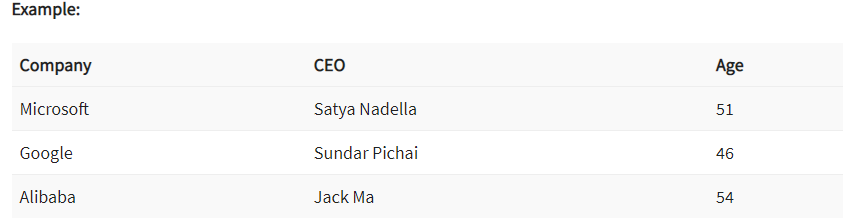 Example:
Company CEO Age
Microsoft Satya Nadella 51
Google Sundar Pichai 46
Alibaba Jack Ma 54